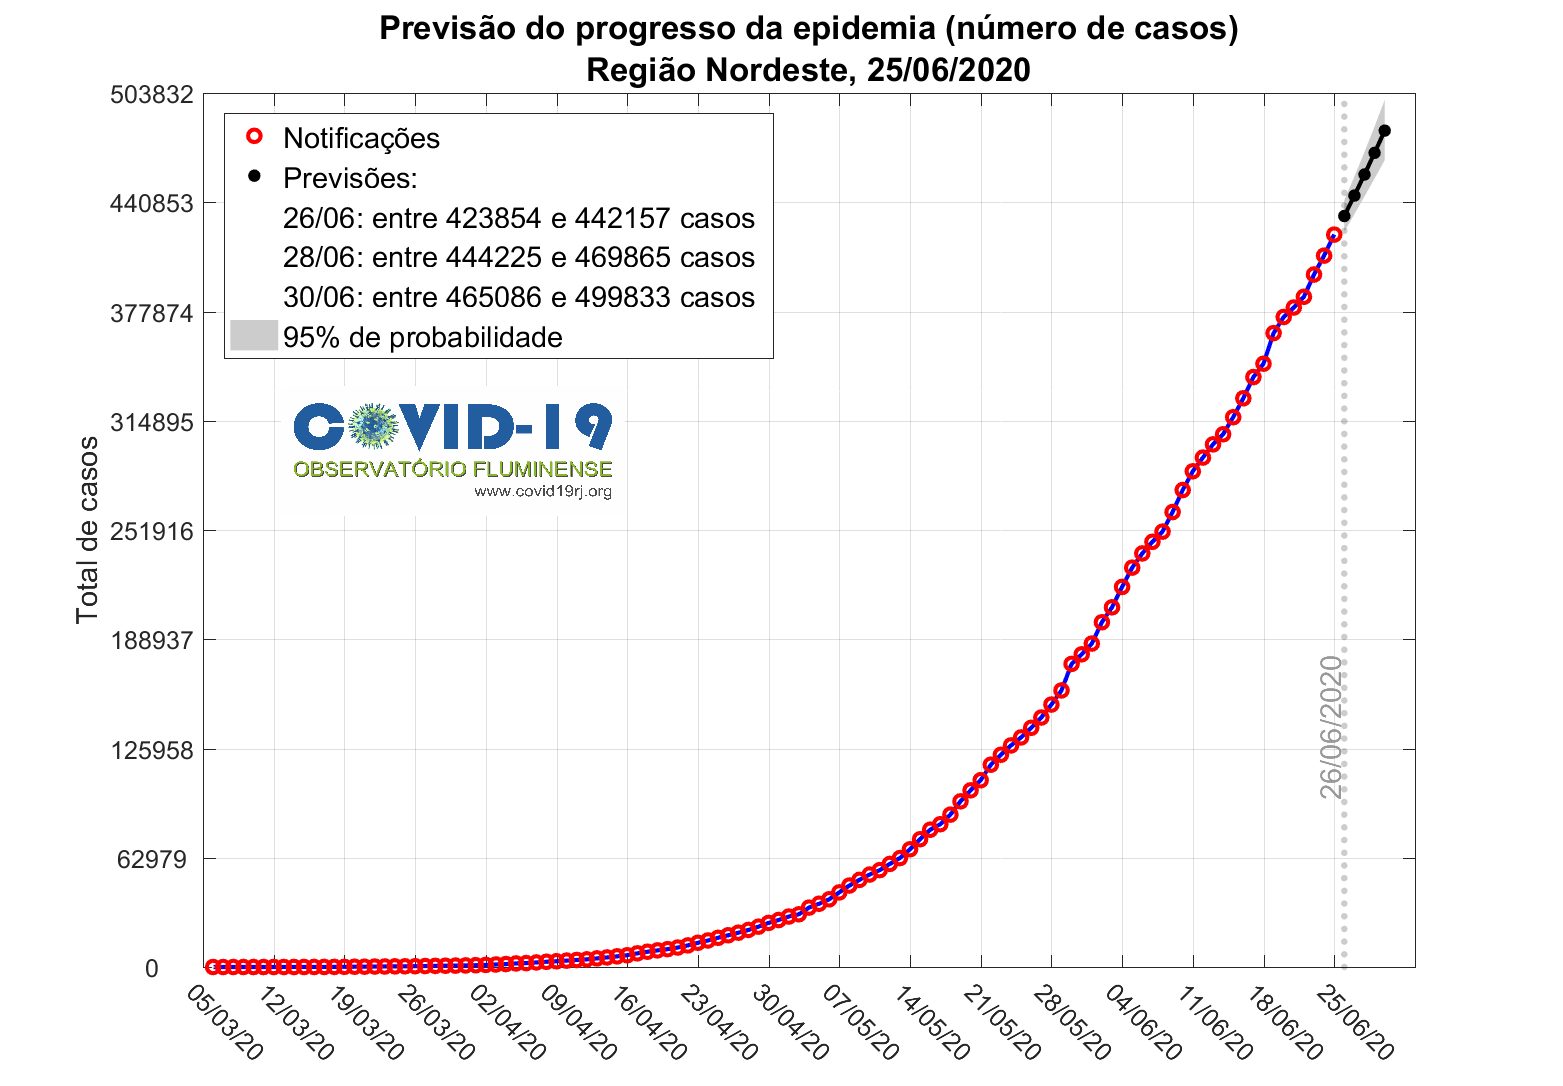 Previsão do progresso da epidemia (número de casos)
Região Nordeste, 25/06/2020
503832
440853
377874
314895
251916
188937
125958
62979
0
Total de casos
Notificações
Previsões:
26/06: entre 423854 e 442157 casos
28/06: entre 444225 e 469865 casos
30/06: entre 465086 e 499833 casos
95% de probabilidade
COVID-19
OBSERVATÓRIO FLUMINENSE
www.covid19rj.org
26/06/2020
05/03/20
12/03/20
19/03/20
26/03/20
02/04/20
09/04/20
16/04/20
23/04/20
30/04/20
07/05/20
14/05/20
21/05/20
28/05/20
04/06/20
11/06/20
18/06/20
25/06/20